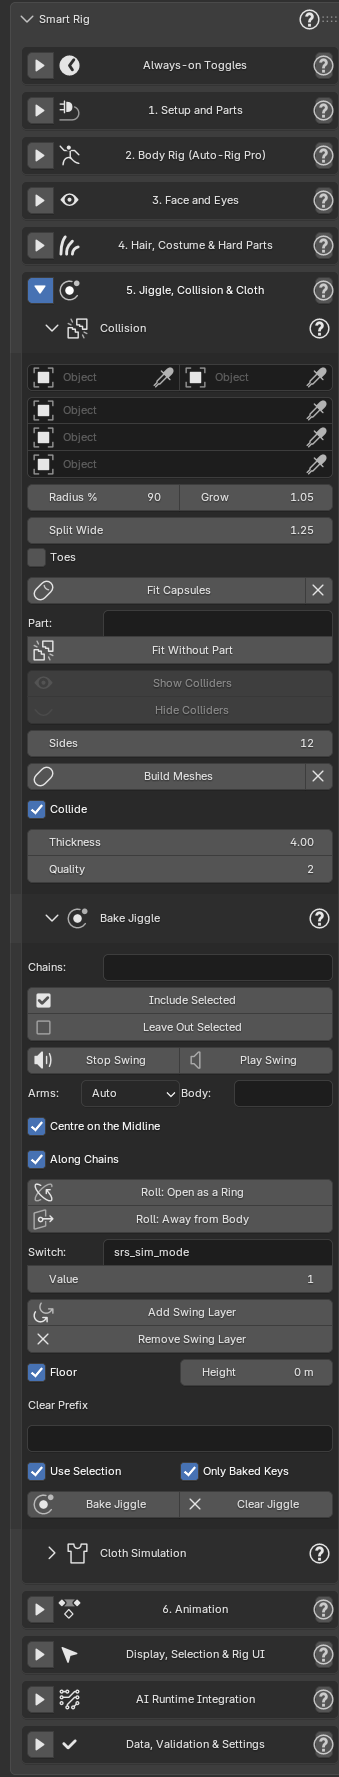 Smart Rig
Always-on Toggles
1. Setup and Parts
2. Body Rig (Auto-Rig Pro)
3. Face and Eyes
4. Hair, Costume & Hard Parts
5. Jiggle, Collision & Cloth
Collision
Object Object
Object
Object
Object
Radius % 90 Grow 1.05
Split Wide 1.25
Toes
Fit Capsules
Part:
Fit Without Part
Show Colliders
Hide Colliders
Sides 12
Build Meshes
Collide
Thickness 4.00
Quality 2
Bake Jiggle
Chains:
Include Selected
Leave Out Selected
Stop Swing Play Swing
Arms: Auto Body:
Centre on the Midline
Along Chains
Roll: Open as a Ring
Roll: Away from Body
Switch: srs_sim_mode
Value 1
Add Swing Layer
Remove Swing Layer
Floor Height 0 m
Clear Prefix
Use Selection Only Baked Keys
Bake Jiggle Clear Jiggle
Cloth Simulation
6. Animation
Display, Selection & Rig UI
AI Runtime Integration
Data, Validation & Settings